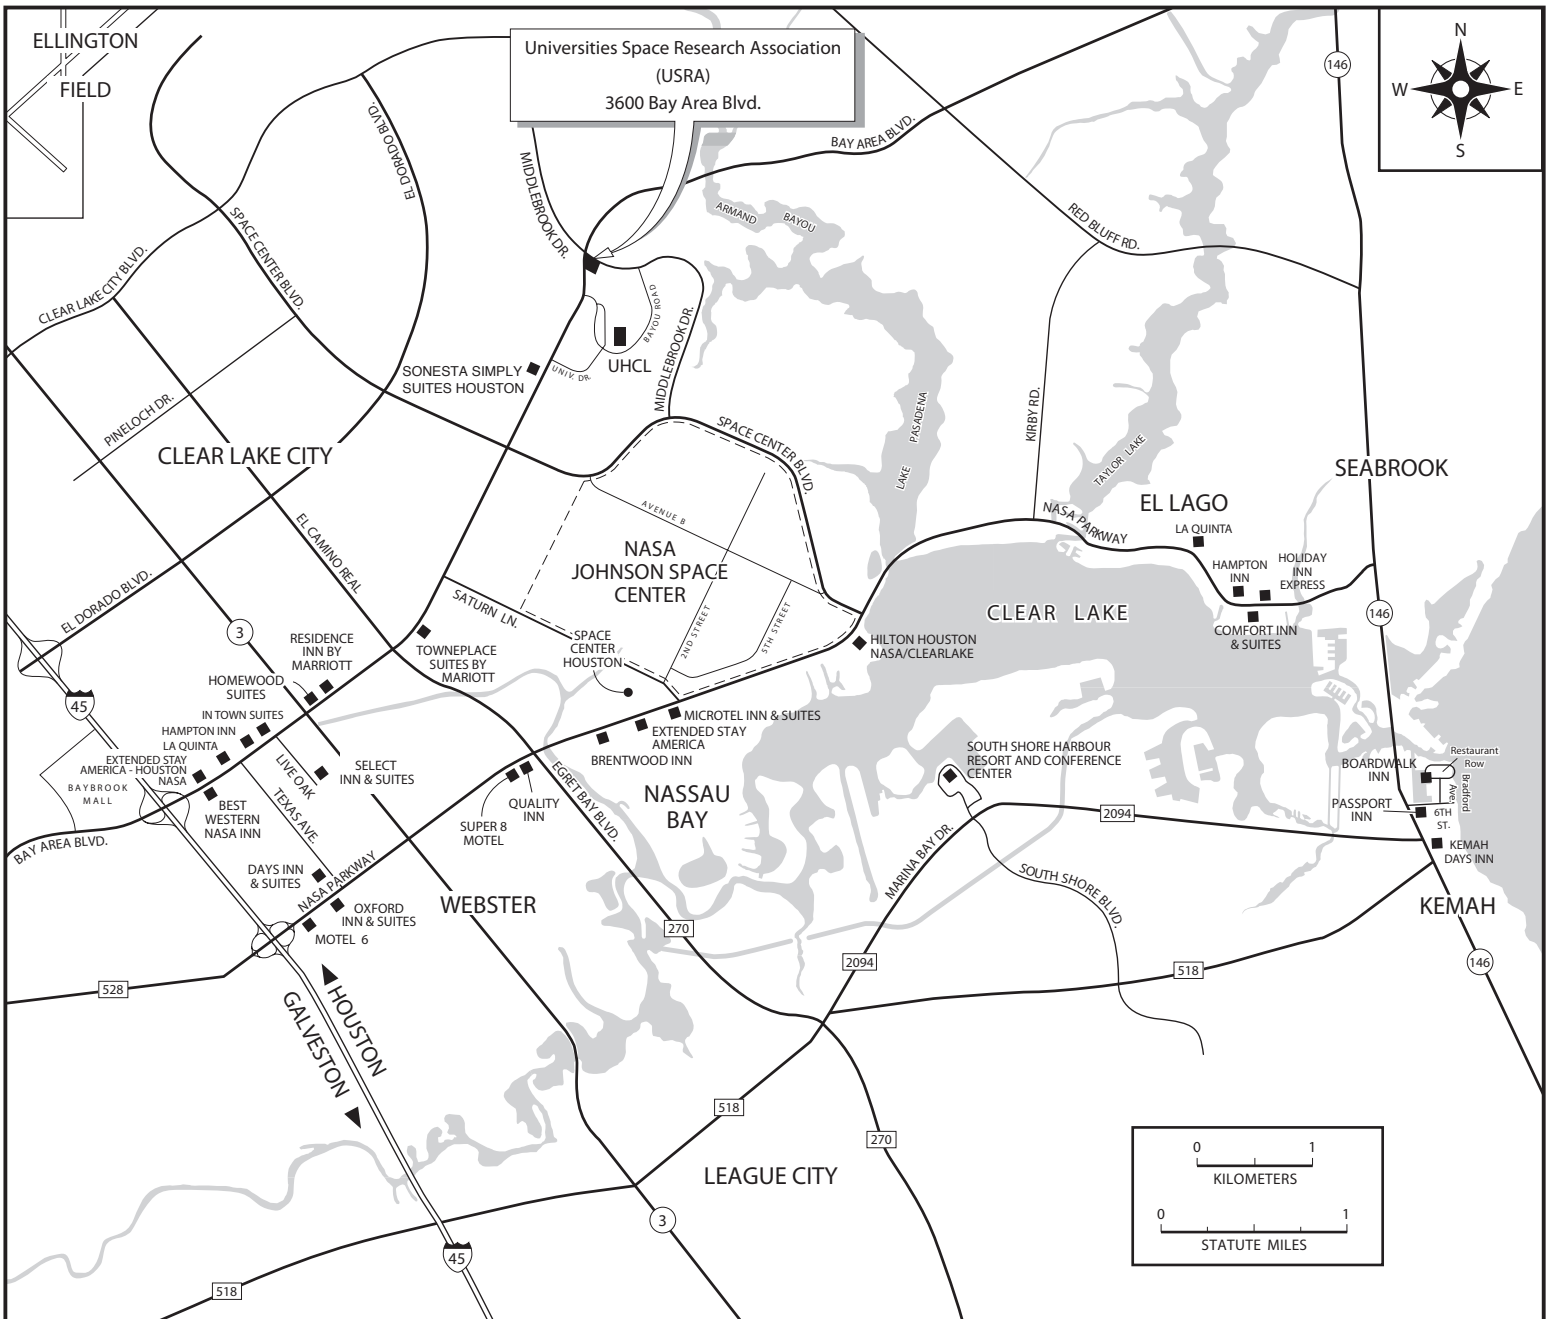 ELLINGTON
FIELD
Universities Space Research Association
(USRA)
3600 Bay Area Blvd.
146
N
W
E
S
EL DORADO BLVD.
MIDDLEBROOK DR.
BAY AREA BLVD.
ARMAND
BAYOU
RED BLUFF RD.
SPACE CENTER BLVD.
CLEAR LAKE CITY BLVD.
BAYOU ROAD
MIDDLEBROOK DR.
UHCL
UNIV. DR.
SONESTA SIMPLY
SUITES HOUSTON
PINELOCH DR.
CLEAR LAKE CITY
SPACE CENTER BLVD.
LAKE
PASADENA
KIRBY RD.
TAYLOR LAKE
SEABROOK
EL LAGO
LA QUINTA
NASA PARKWAY
HAMPTON
INN
HOLIDAY
INN
EXPRESS
COMFORT INN
& SUITES
146
CLEAR LAKE
AVENUE B
NASA
JOHNSON SPACE
CENTER
2ND STREET
5TH STREET
SATURN LN.
SPACE
CENTER
HOUSTON
HILTON HOUSTON
NASA/CLEARLAKE
EL CAMINO REAL
EL DORADO BLVD.
3
45
RESIDENCE
INN BY
MARRIOTT
HOMEWOOD
SUITES
IN TOWN SUITES
HAMPTON INN
LA QUINTA
EXTENDED STAY
AMERICA - HOUSTON
NASA
BAYBROOK
MALL
TOWNEPLACE
SUITES BY
MARIOTT
MICROTEL INN & SUITES
EXTENDED STAY
AMERICA
BRENTWOOD INN
LIVE OAK
SELECT
INN & SUITES
TEXAS AVE.
BEST
WESTERN
NASA INN
BAY AREA BLVD.
QUALITY
INN
SUPER 8
MOTEL
EGRET BAY BLVD.
NASSAU
BAY
SOUTH SHORE HARBOUR
RESORT AND CONFERENCE
CENTER
BOARDWALK
INN
Restaurant
Row
Bradford
Ave.
PASSPORT
INN
6TH
ST.
KEMAH
DAYS INN
2094
MARINA BAY DR.
SOUTH SHORE BLVD.
DAYS INN
& SUITES
NASA PARKWAY
OXFORD
INN & SUITES
MOTEL 6
WEBSTER
270
KEMAH
2094
518
146
528
HOUSTON
GALVESTON
518
270
LEAGUE CITY
3
45
518
0
1
KILOMETERS
0
1
STATUTE MILES